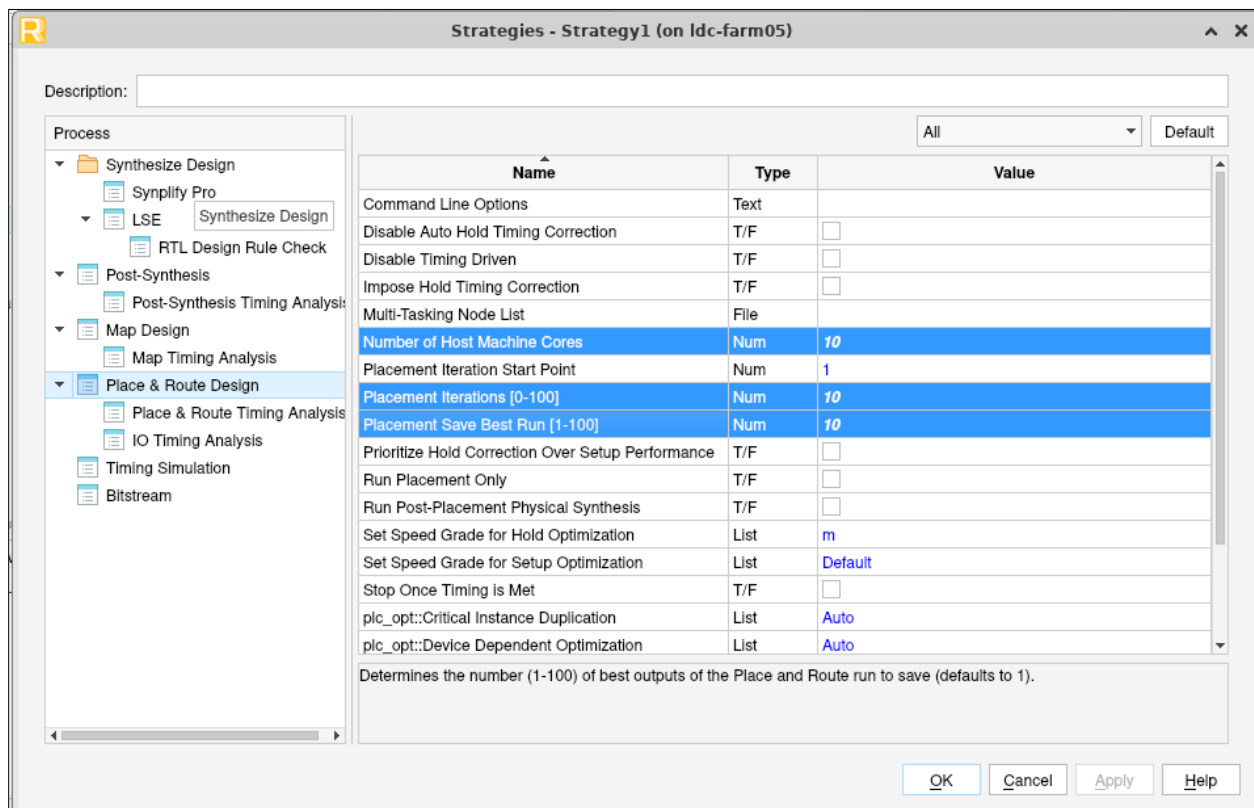 Strategies - Strategy1 (on ldc-farm05)
Description:
Process
All
Default
Synthesize Design
Synplify Pro
LSE
Synthesize Design
RTL Design Rule Check
Post-Synthesis
Post-Synthesis Timing Analysis
Map Design
Map Timing Analysis
Place & Route Design
Place & Route Timing Analysis
IO Timing Analysis
Timing Simulation
Bitstream
Name Type Value
Command Line Options Text
Disable Auto Hold Timing Correction T/F
Disable Timing Driven T/F
Impose Hold Timing Correction T/F
Multi-Tasking Node List File
Number of Host Machine Cores Num 10
Placement Iteration Start Point Num 1
Placement Iterations [0-100] Num 10
Placement Save Best Run [1-100] Num 10
Prioritize Hold Correction Over Setup Performance T/F
Run Placement Only T/F
Run Post-Placement Physical Synthesis T/F
Set Speed Grade for Hold Optimization List m
Set Speed Grade for Setup Optimization List Default
Stop Once Timing is Met T/F
plc_opt::Critical Instance Duplication List Auto
plc_opt::Device Dependent Optimization List Auto
Determines the number (1-100) of best outputs of the Place and Route run to save (defaults to 1).
OK Cancel Apply Help